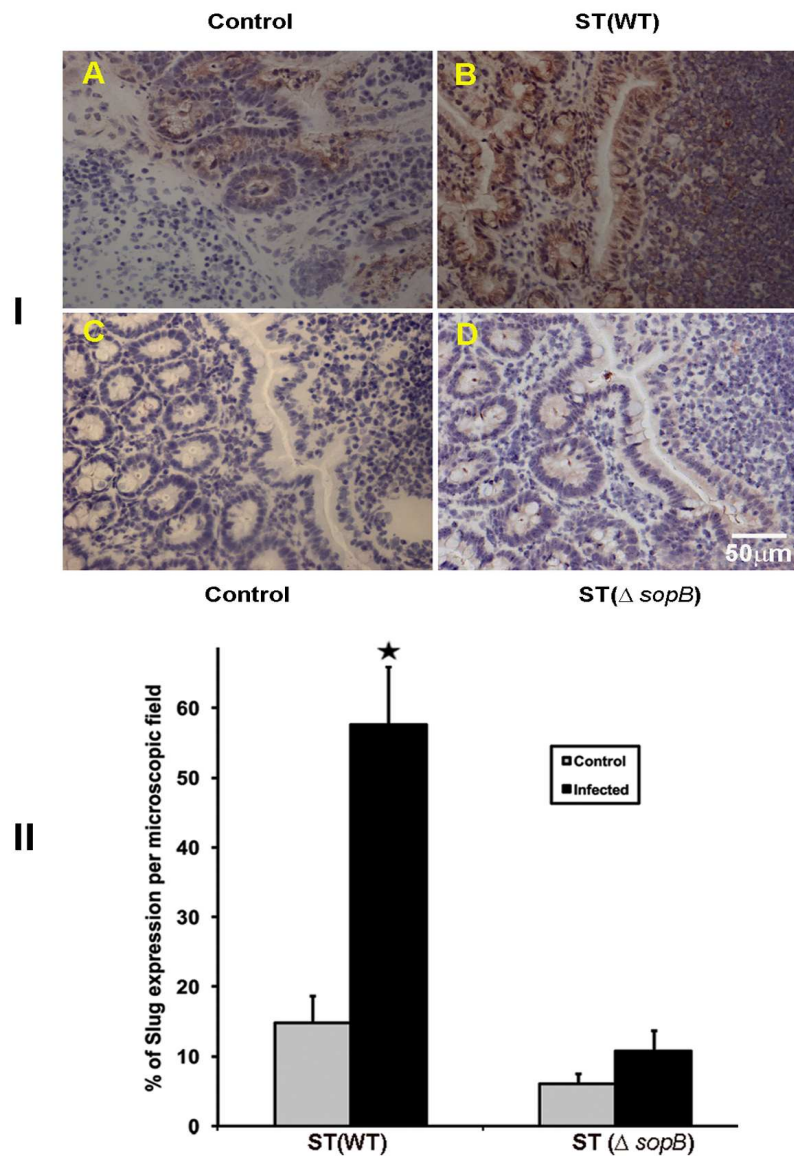 Control ST(WT)
A B
I
C D
50μm
Control ST(Δ sopB)
II
% of Slug expression per microscopic field
60
50
40
30
20
10
0
★
Control
Infected
ST(WT) ST (Δ sopB)